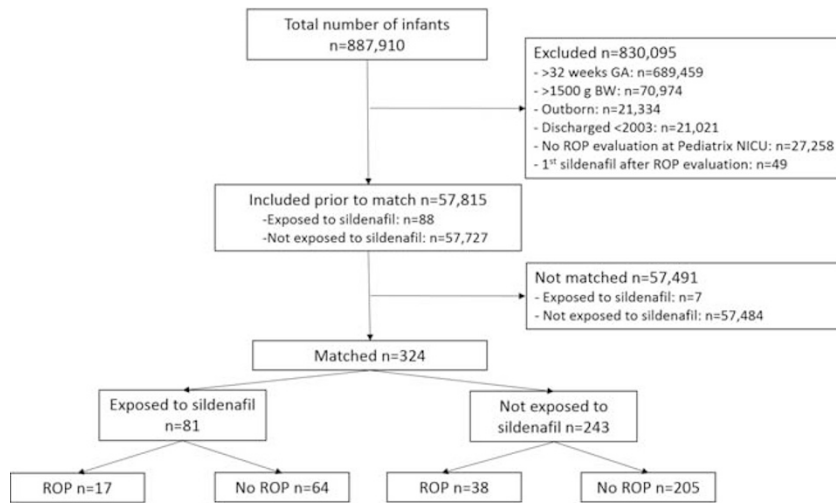 Total number of infants
n=887,910
Excluded n=830,095
- >32 weeks GA: n=689,459
- >1500 g BW: n=70,974
- Outborn: n=21,334
- Discharged <2003: n=21,021
- No ROP evaluation at Pediatrix NICU: n=27,258
- 1st sildenafil after ROP evaluation: n=49
Included prior to match n=57,815
-Exposed to sildenafil: n=88
-Not exposed to sildenafil: n=57,727
Not matched n=57,491
- Exposed to sildenafil: n=7
- Not exposed to sildenafil: n=57,484
Matched n=324
Exposed to sildenafil
n=81
Not exposed to
sildenafil n=243
ROP n=17
No ROP n=64
ROP n=38
No ROP n=205